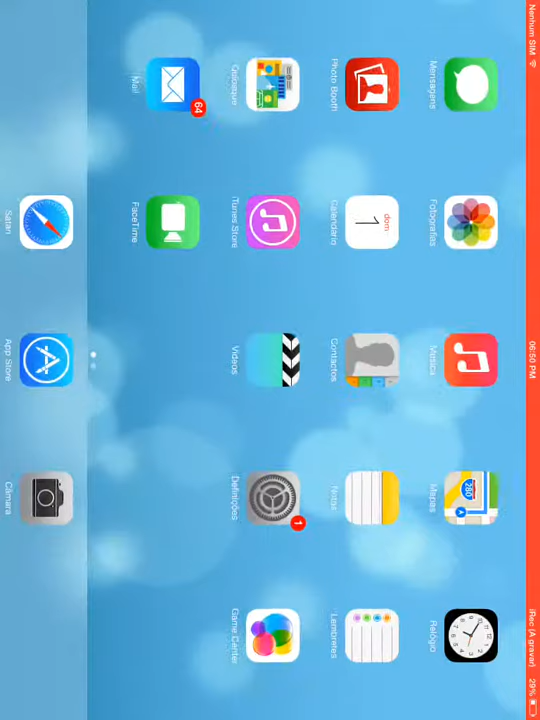 Nenhum SIM 06:50 PM iRec (A gravar) 29%
Mensagens Fotografias Música Mapas Relógio
280
Photo Booth Calendário Contactos Notas Lembretes
dom
1
Quiosque iTunes Store Vídeos Definições Game Center
1
Mail FaceTime
64
Safari App Store Câmara